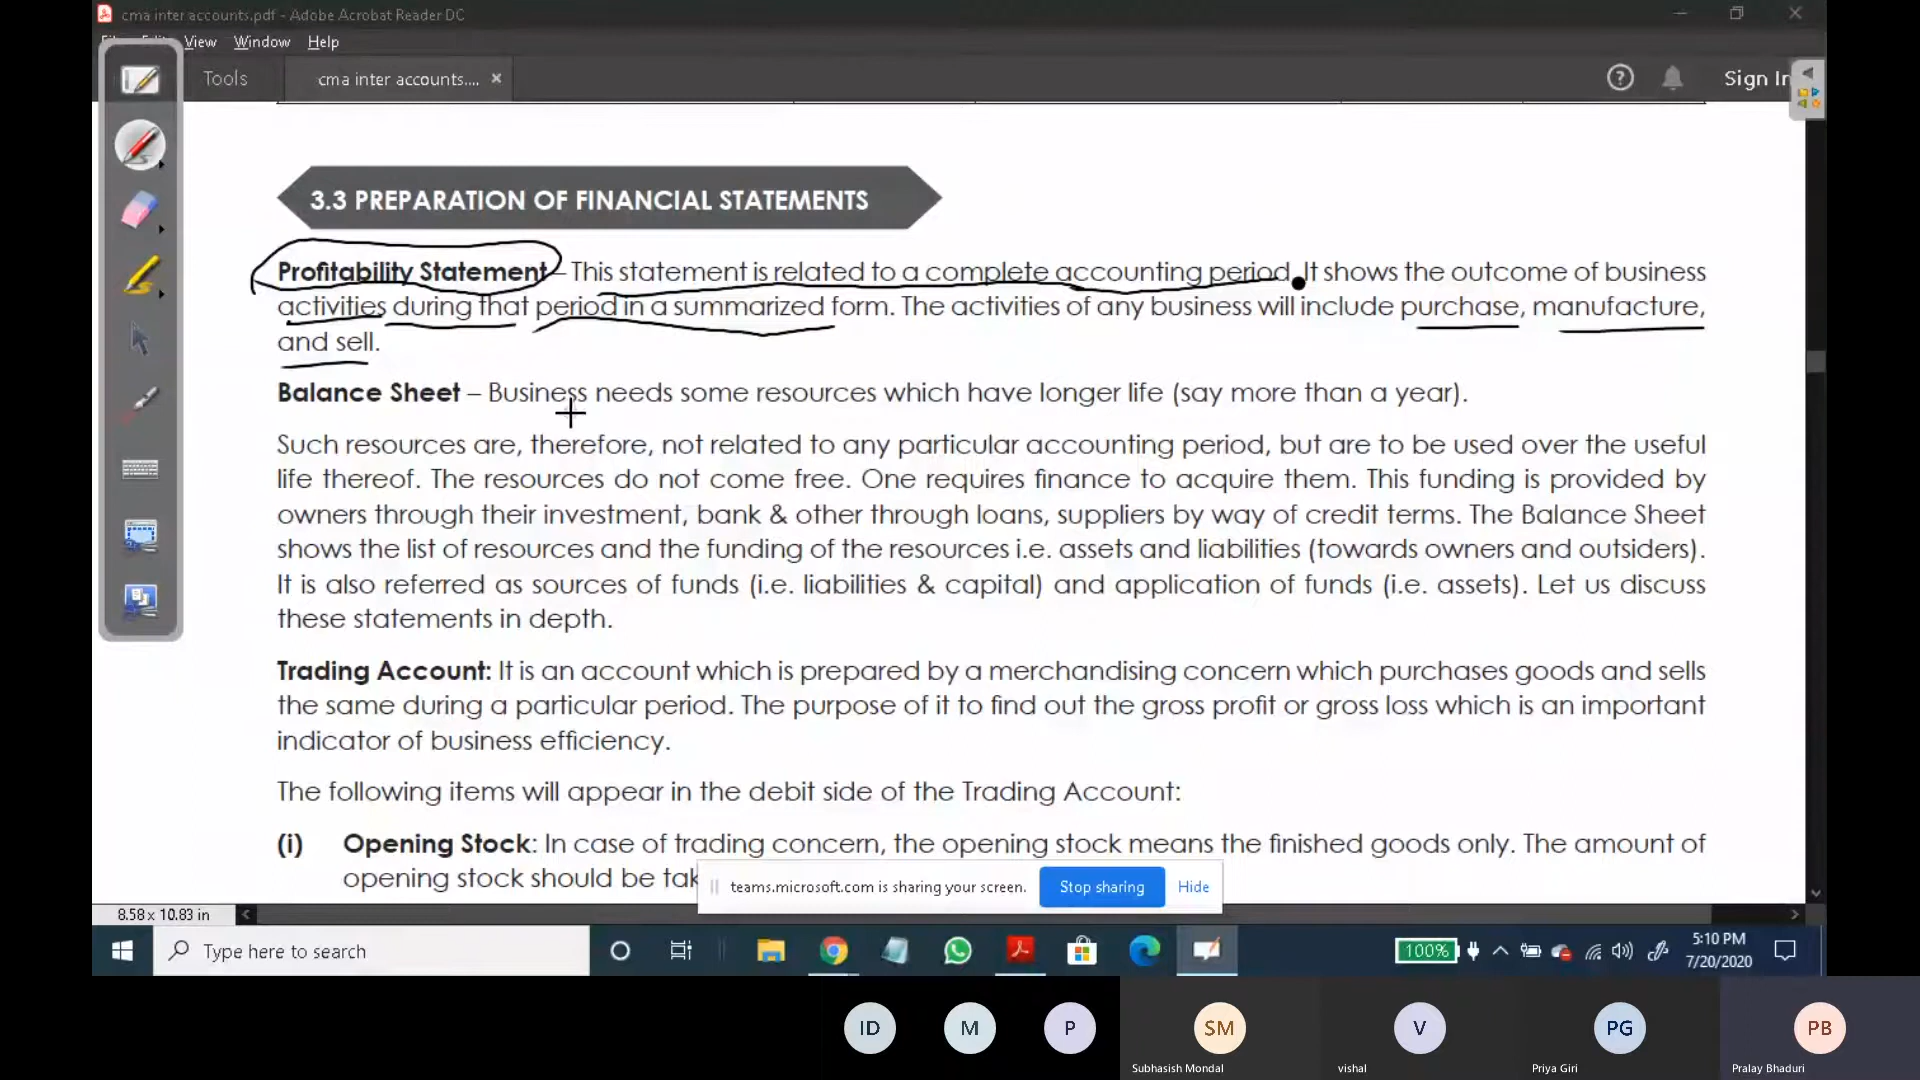 cma inter accounts.pdf - Adobe Acrobat Reader DC
View Window Help
Tools
cma inter accounts....
Sign In
3.3 PREPARATION OF FINANCIAL STATEMENTS
Profitability Statement – This statement is related to a complete accounting period. It shows the outcome of business
activities during that period in a summarized form. The activities of any business will include purchase, manufacture,
and sell.
Balance Sheet – Business needs some resources which have longer life (say more than a year).
Such resources are, therefore, not related to any particular accounting period, but are to be used over the useful
life thereof. The resources do not come free. One requires finance to acquire them. This funding is provided by
owners through their investment, bank & other through loans, suppliers by way of credit terms. The Balance Sheet
shows the list of resources and the funding of the resources i.e. assets and liabilities (towards owners and outsiders).
It is also referred as sources of funds (i.e. liabilities & capital) and application of funds (i.e. assets). Let us discuss
these statements in depth.
Trading Account: It is an account which is prepared by a merchandising concern which purchases goods and sells
the same during a particular period. The purpose of it to find out the gross profit or gross loss which is an important
indicator of business efficiency.
The following items will appear in the debit side of the Trading Account:
(i) Opening Stock: In case of trading concern, the opening stock means the finished goods only. The amount of
opening stock should be tak
teams.microsoft.com is sharing your screen.
Stop sharing
Hide
8.58 x 10.83 in
Type here to search
100%
5:10 PM
7/20/2020
ID
M
P
SM
V
PG
PB
Subhasish Mondal
vishal
Priya Giri
Pralay Bhaduri